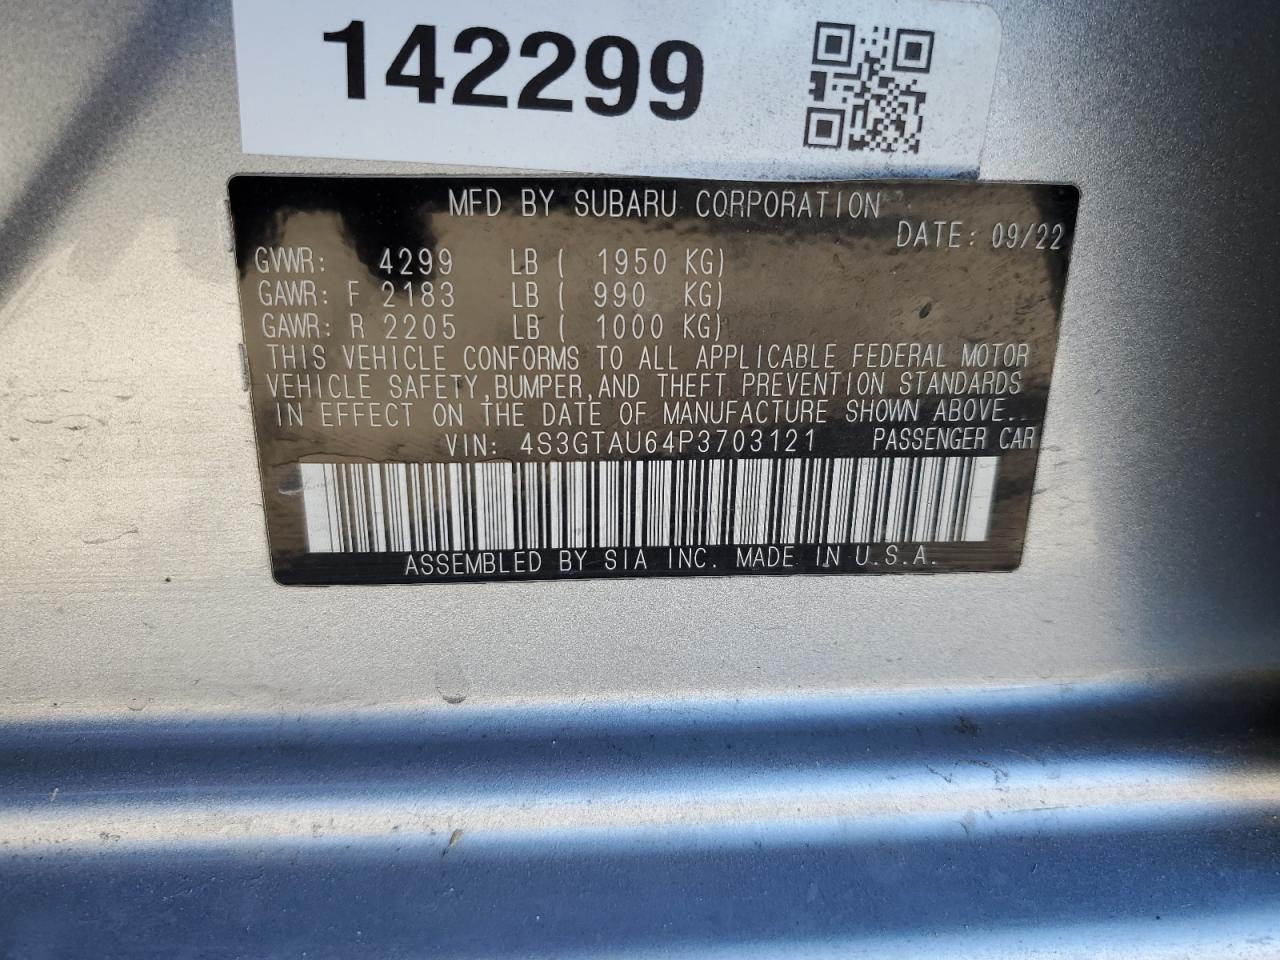 142299
MFD BY SUBARU CORPORATION
DATE: 09/22
GVWR: 4299 LB ( 1950 KG)
GAWR: F 2183 LB ( 990 KG)
GAWR: R 2205 LB ( 1000 KG)
THIS VEHICLE CONFORMS TO ALL APPLICABLE FEDERAL MOTOR
VEHICLE SAFETY, BUMPER, AND THEFT PREVENTION STANDARDS
IN EFFECT ON THE DATE OF MANUFACTURE SHOWN ABOVE.
VIN: 4S3GTAU64P3703121 PASSENGER CAR
ASSEMBLED BY SIA INC. MADE IN U.S.A.